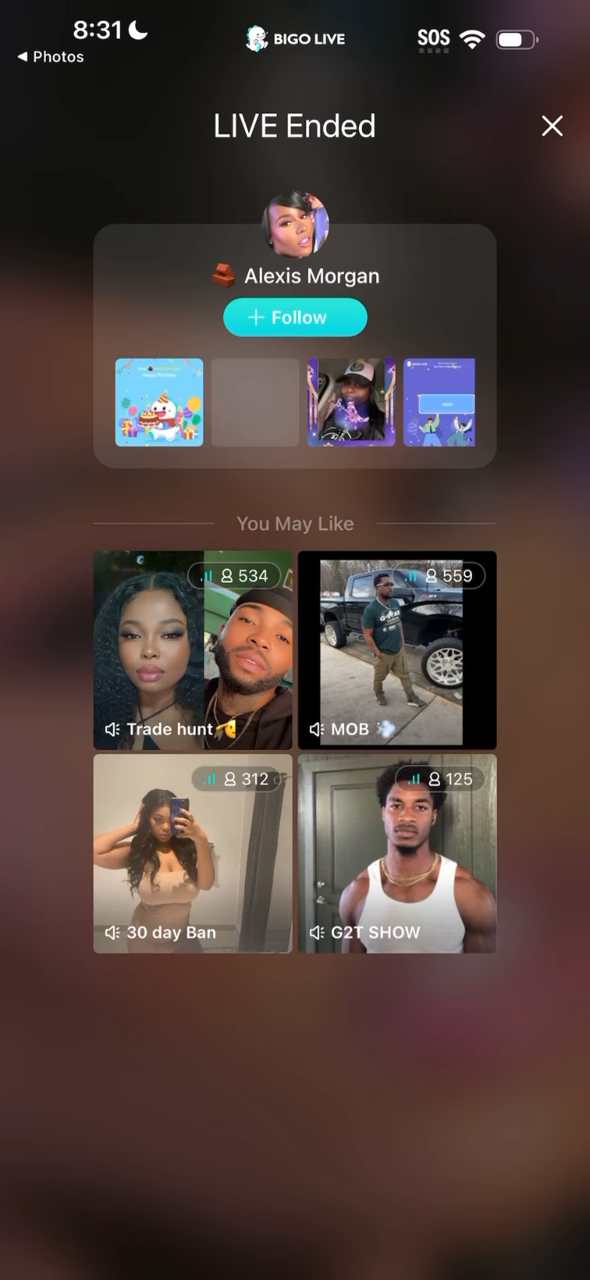 8:31
BIGO LIVE
SOS
◀ Photos
LIVE Ended
Alexis Morgan
+ Follow
You May Like
534
559
Trade hunt
MOB
312
125
30 day Ban
G2T SHOW